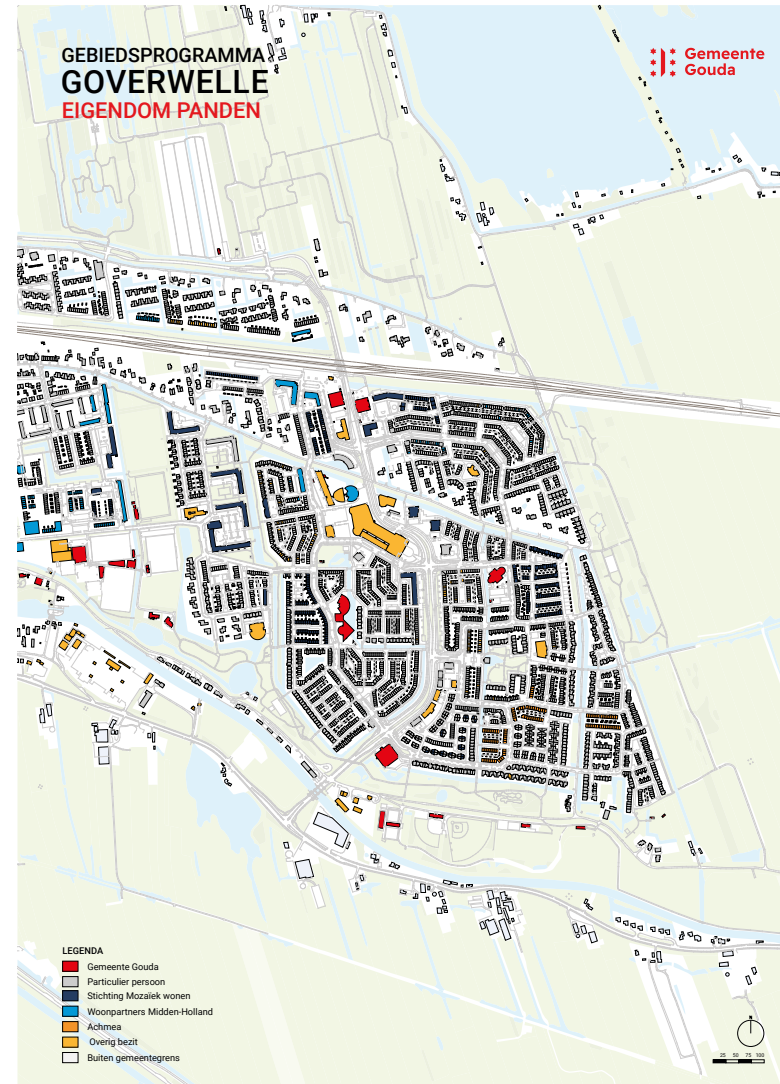 GEBIEDSPROGRAMMA
GOVERWELLE
EIGENDOM PANDEN
Gemeente
Gouda
LEGENDA
Gemeente Gouda
Particulier persoon
Stichting Mozaïek wonen
Woonpartners Midden-Holland
Achmea
Overig bezit
Buiten gemeentegrens
N
25 50 75 100